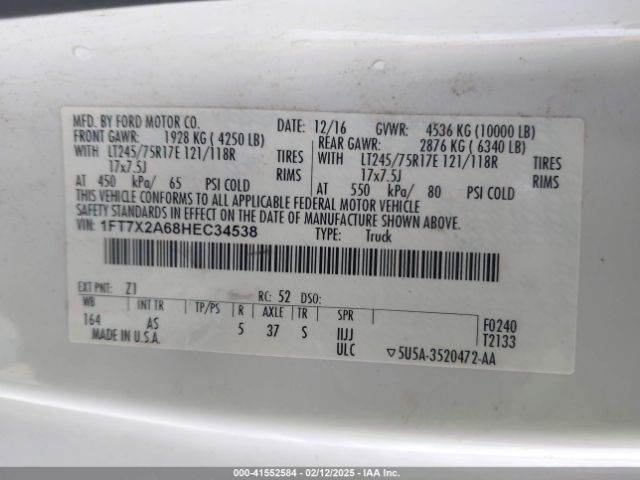 MFD. BY FORD MOTOR CO.
DATE: 12/16 GVWR: 4536 KG (10000 LB)
FRONT GAWR: 1928 KG ( 4250 LB)
REAR GAWR: 2876 KG ( 6340 LB)
WITH LT245/75R17E 121/118R TIRES
WITH LT245/75R17E 121/118R TIRES
17x7.5J RIMS
17x7.5J RIMS
AT 450 kPa/ 65 PSI COLD
AT 550 kPa/ 80 PSI COLD
THIS VEHICLE CONFORMS TO ALL APPLICABLE FEDERAL MOTOR VEHICLE
SAFETY STANDARDS IN EFFECT ON THE DATE OF MANUFACTURE SHOWN ABOVE.
VIN: 1FT7X2A68HEC34538
TYPE: Truck
EXT PNT: Z1 RC: 52 DSO:
WB INT TR TP/PS R AXLE TR SPR
164 AS 5 37 S IIJJ
F0240
T2133
MADE IN U.S.A. ULC ▽5U5A-3520472-AA
000-41552584 - 02/12/2025 - IAAI.COM